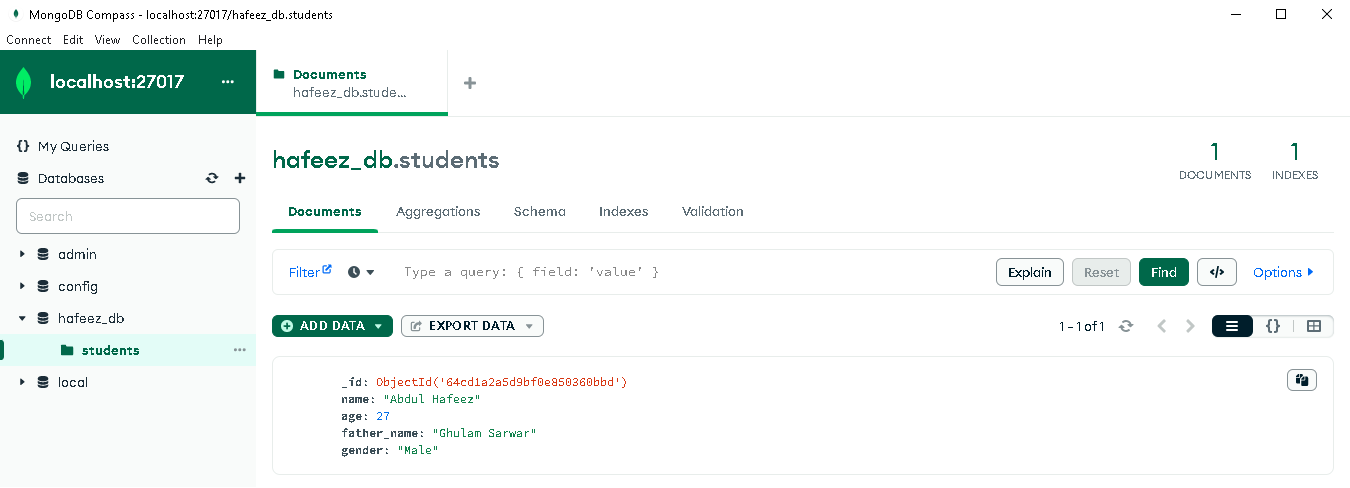 MongoDB Compass - localhost:27017/hafeez_db.students
Connect Edit View Collection Help
localhost:27017 ···
Documents
hafeez_db.stude...
My Queries
Databases
Search
admin
config
hafeez_db
students ···
local
hafeez_db.students
1
DOCUMENTS
1
INDEXES
Documents Aggregations Schema Indexes Validation
Filter Type a query: { field: 'value' } Explain Reset Find </> Options
ADD DATA EXPORT DATA 1 – 1 of 1 {}
_id: ObjectId('64cd1a2a5d9bf0e850360bbd')
name: "Abdul Hafeez"
age: 27
father_name: "Ghulam Sarwar"
gender: "Male"